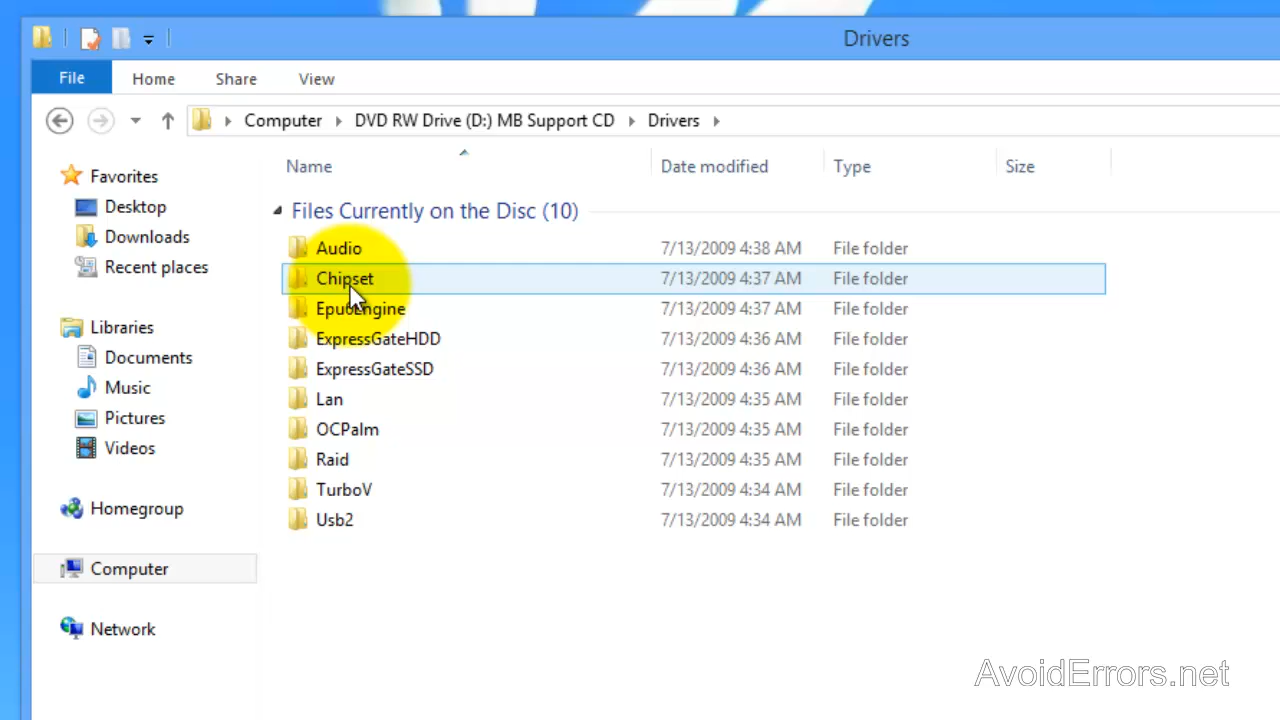 Drivers
File Home Share View
Computer DVD RW Drive (D:) MB Support CD Drivers
Name Date modified Type Size
Favorites
Desktop
Downloads
Recent places
Libraries
Documents
Music
Pictures
Videos
Homegroup
Computer
Network
Files Currently on the Disc (10)
Audio 7/13/2009 4:38 AM File folder
Chipset 7/13/2009 4:37 AM File folder
7/13/2009 4:37 AM File folder
ExpressGateHDD 7/13/2009 4:36 AM File folder
ExpressGateSSD 7/13/2009 4:36 AM File folder
Lan 7/13/2009 4:35 AM File folder
OCPalm 7/13/2009 4:35 AM File folder
Raid 7/13/2009 4:35 AM File folder
TurboV 7/13/2009 4:34 AM File folder
Usb2 7/13/2009 4:34 AM File folder
AvoidErrors.net